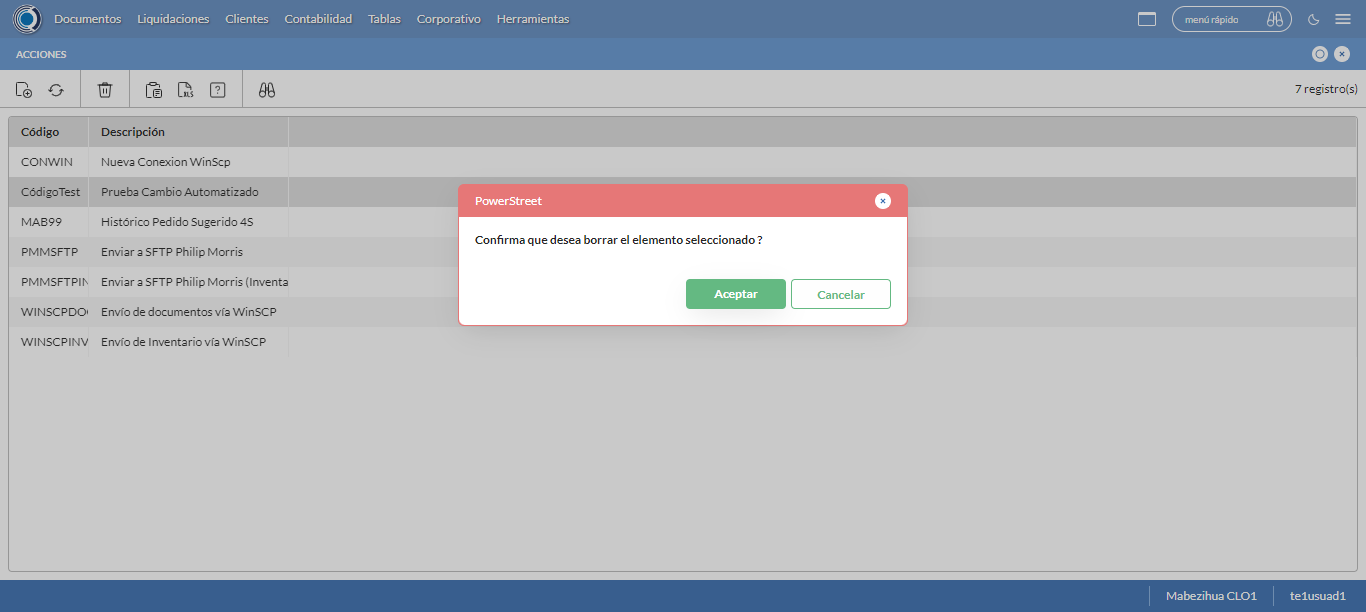 Documentos Liquidaciones Clientes Contabilidad Tablas Corporativo Herramientas menú rápido
ACCIONES
XLS ? 7 registro(s)
Código Descripción
CONWIN Nueva Conexion WinScp
CódigoTest Prueba Cambio Automatizado
MAB99 Histórico Pedido Sugerido 4S
PMMSFTP Enviar a SFTP Philip Morris
PMMSFTPIN Enviar a SFTP Philip Morris (Inventa
WINSCPDO Envío de documentos vía WinSCP
WINSCPINV Envío de Inventario vía WinSCP
PowerStreet
Confirma que desea borrar el elemento seleccionado ?
Aceptar Cancelar
Mabezihua CLO1 te1usuad1